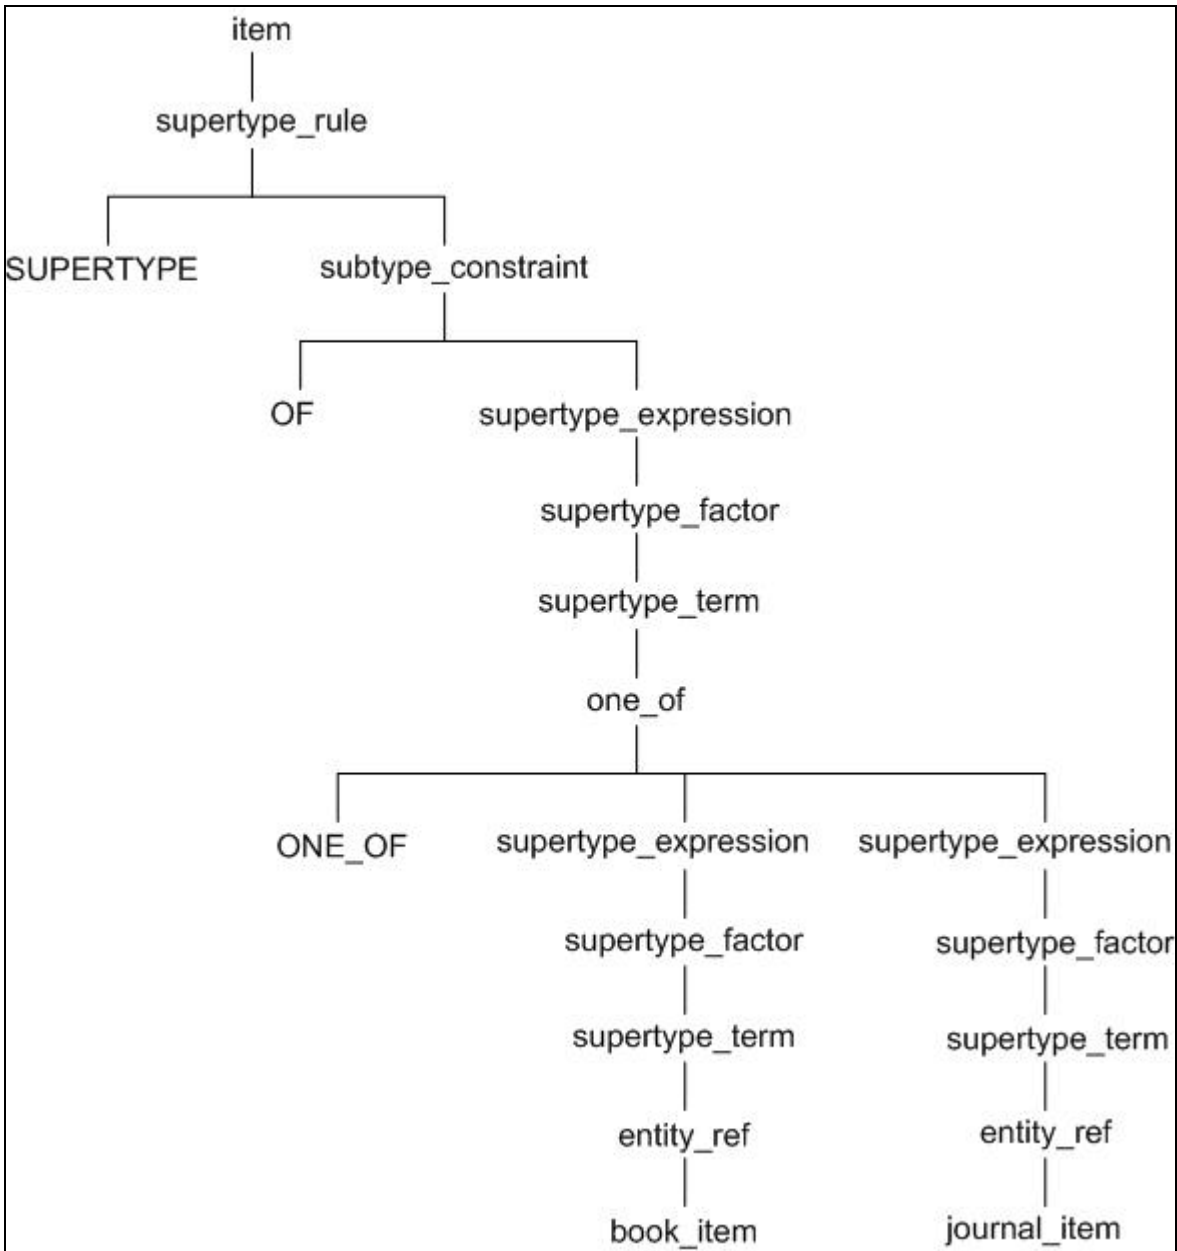 item
supertype_rule
SUPERTYPE subtype_constraint
OF supertype_expression
supertype_factor
supertype_term
one_of
ONE_OF supertype_expression supertype_expression
supertype_factor supertype_factor
supertype_term supertype_term
entity_ref entity_ref
book_item journal_item